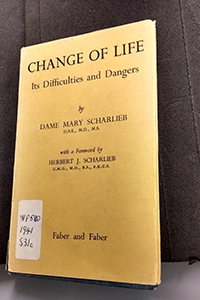 CHANGE OF LIFE
Its Difficulties and Dangers
by
DAME MARY SCHARLIEB
D.B.E., M.D., M.S.
with a Foreword by
HERBERT J. SCHARLIEB
C.M.G., M.D., B.S., F.R.C.S.
WP580
1941
S31c
Faber and Faber